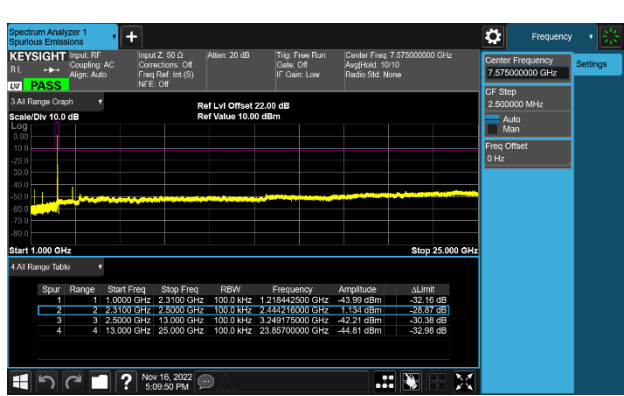 Spectrum Analyzer 1
Spurious Emissions
Frequency
KEYSIGHT
RL
PASS
Input: RF
Coupling: AC
Align: Auto
Input Z: 50 Ω
Corrections: Off
Freq Ref: Int (S)
NFE: Off
Atten: 20 dB
Trig: Free Run
Gate: Off
IF Gain: Low
Center Freq: 7.575000000 GHz
Avg|Hold: 10/10
Radio Std: None
Center Frequency
7.575000000 GHz
Settings
CF Step
2.500000 MHz
Auto
Man
Freq Offset
0 Hz
3 All Range Graph
Scale/Div 10.0 dB
Ref Lvl Offset 22.00 dB
Ref Value 10.00 dBm
Log
0.00
-10.0
-20.0
-30.0
-40.0
-50.0
-60.0
-70.0
-80.0
Start 1.000 GHz
Stop 25.000 GHz
4 All Range Table
Spur Range Start Freq Stop Freq RBW Frequency Amplitude ΔLimit
1 1 1.0000 GHz 2.3100 GHz 100.0 kHz 1.218442500 GHz -43.99 dBm -32.16 dB
2 2 2.3100 GHz 2.5000 GHz 100.0 kHz 2.444216000 GHz 1.134 dBm -28.87 dB
3 3 2.5000 GHz 13.000 GHz 100.0 kHz 3.249175000 GHz -42.21 dBm -30.38 dB
4 4 13.000 GHz 25.000 GHz 100.0 kHz 23.85700000 GHz -44.81 dBm -32.98 dB
?
Nov 16, 2022
5:09:50 PM